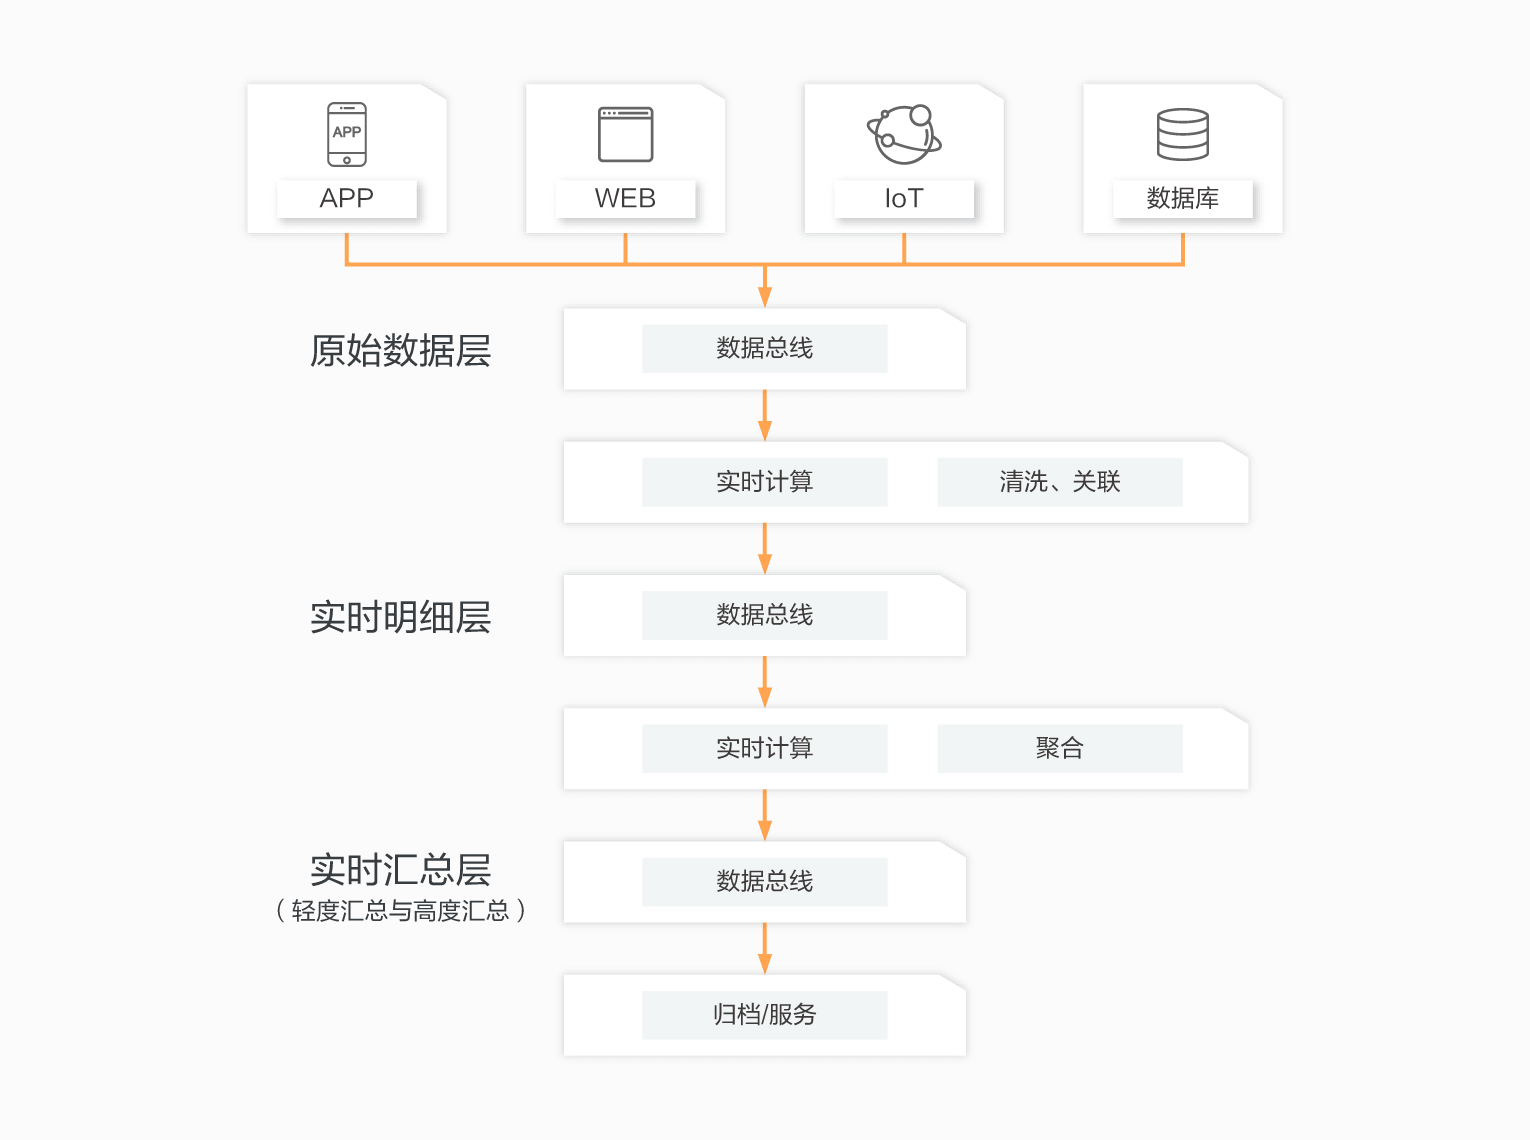 APP
APP
WEB
IoT
数据库
原始数据层
数据总线
实时计算
清洗、关联
实时明细层
数据总线
实时计算
聚合
实时汇总层
（轻度汇总与高度汇总）
数据总线
归档/服务